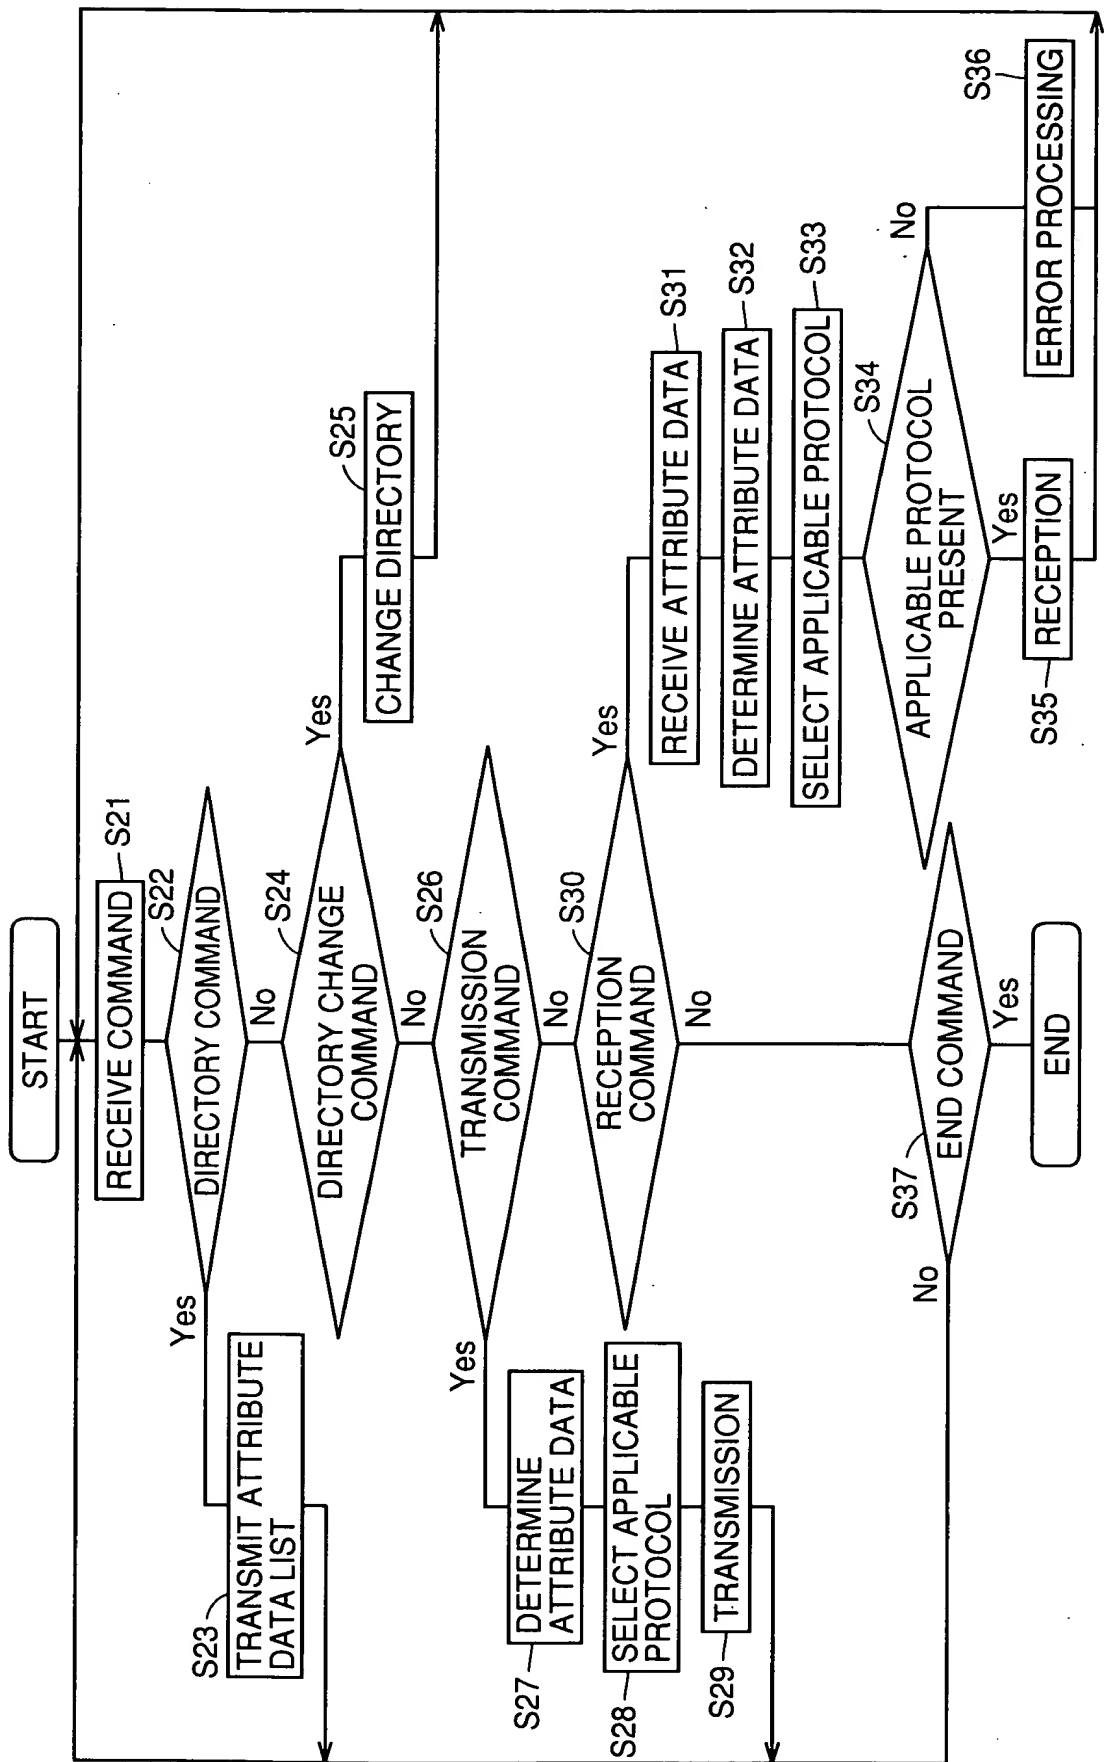 START
RECEIVE COMMAND
S21
DIRECTORY COMMAND
S22
Yes
No
TRANSMIT ATTRIBUTE
DATA LIST
S23
DIRECTORY CHANGE
COMMAND
S24
Yes
No
CHANGE DIRECTORY
S25
TRANSMISSION
COMMAND
S26
Yes
No
DETERMINE
ATTRIBUTE DATA
S27
SELECT APPLICABLE
PROTOCOL
S28
TRANSMISSION
S29
RECEPTION
COMMAND
S30
Yes
No
RECEIVE ATTRIBUTE DATA
S31
DETERMINE ATTRIBUTE DATA
S32
SELECT APPLICABLE PROTOCOL
S33
APPLICABLE PROTOCOL
PRESENT
S34
No
Yes
RECEPTION
S35
ERROR PROCESSING
S36
END COMMAND
S37
No
Yes
END